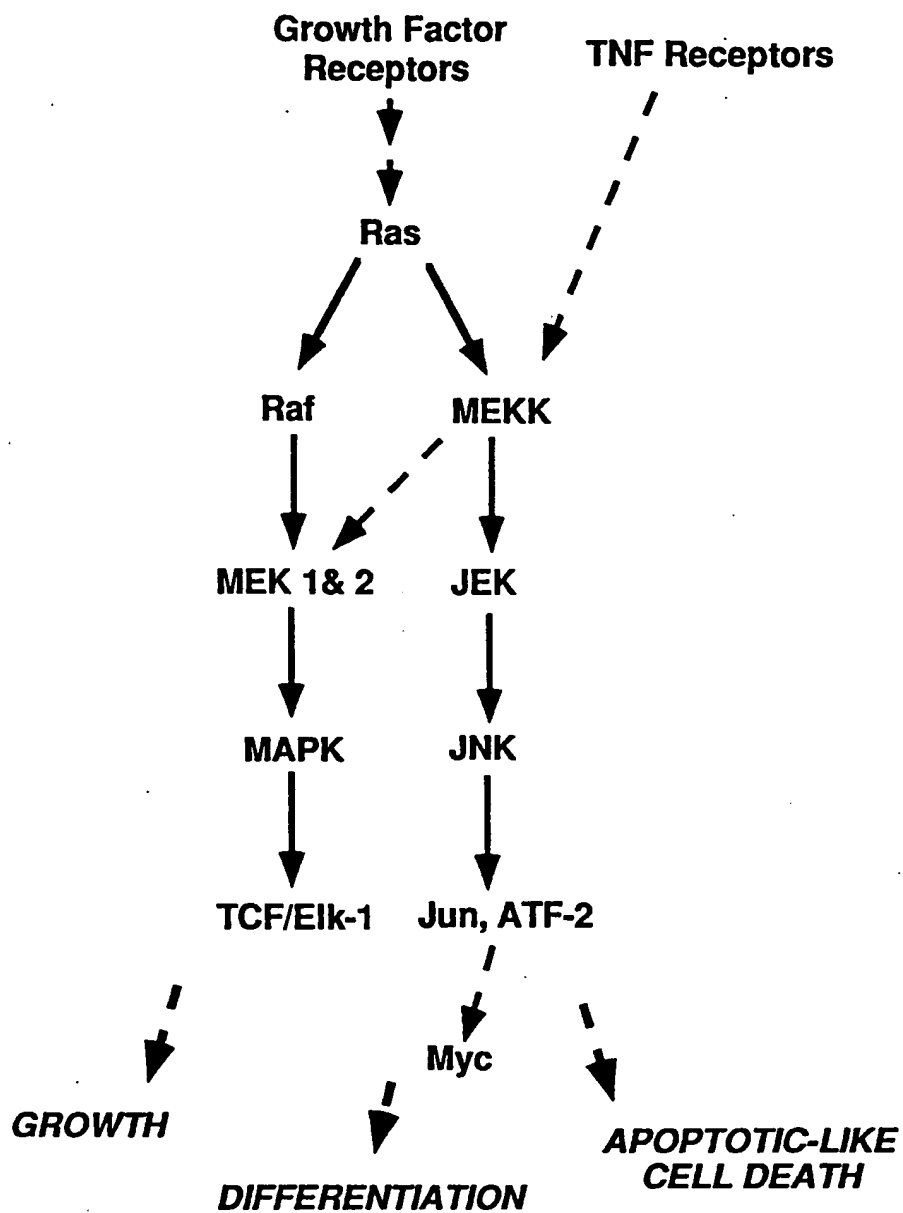 Growth Factor
Receptors
TNF Receptors
Ras
Raf
MEKK
MEK 1& 2
JEK
MAPK
JNK
TCF/Elk-1
Jun, ATF-2
Myc
GROWTH
DIFFERENTIATION
APOPTOTIC-LIKE
CELL DEATH